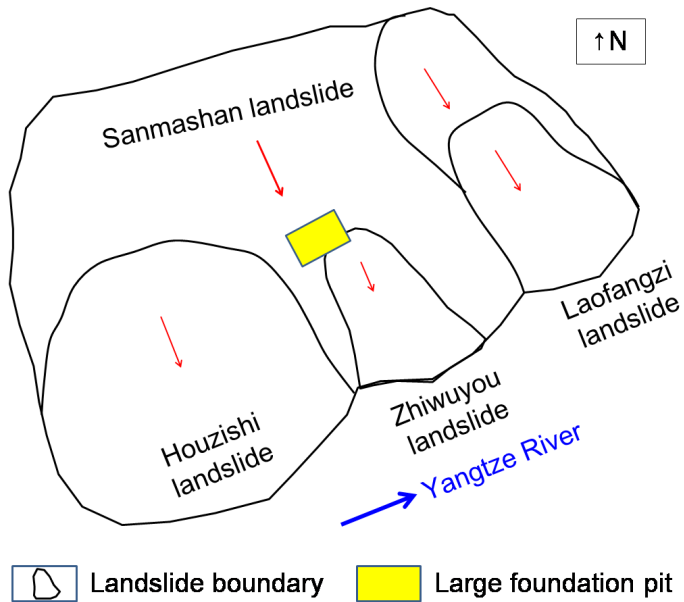 ↑N
Sanmashan landslide
Laofangzi
landslide
Zhiwuyou
landslide
Houzishi
landslide
Yangtze River
Landslide boundary
Large foundation pit